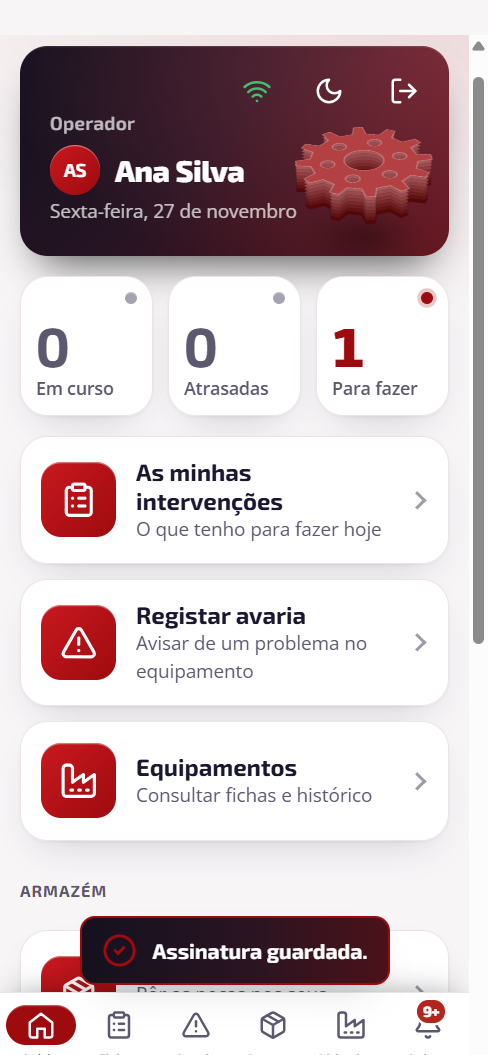 Operador
AS
Ana Silva
Sexta-feira, 27 de novembro
0
Em curso
0
Atrasadas
1
Para fazer
As minhas
intervenções
O que tenho para fazer hoje
Registar avaria
Avisar de um problema no
equipamento
Equipamentos
Consultar fichas e histórico
ARMAZÉM
Assinatura guardada.
9+